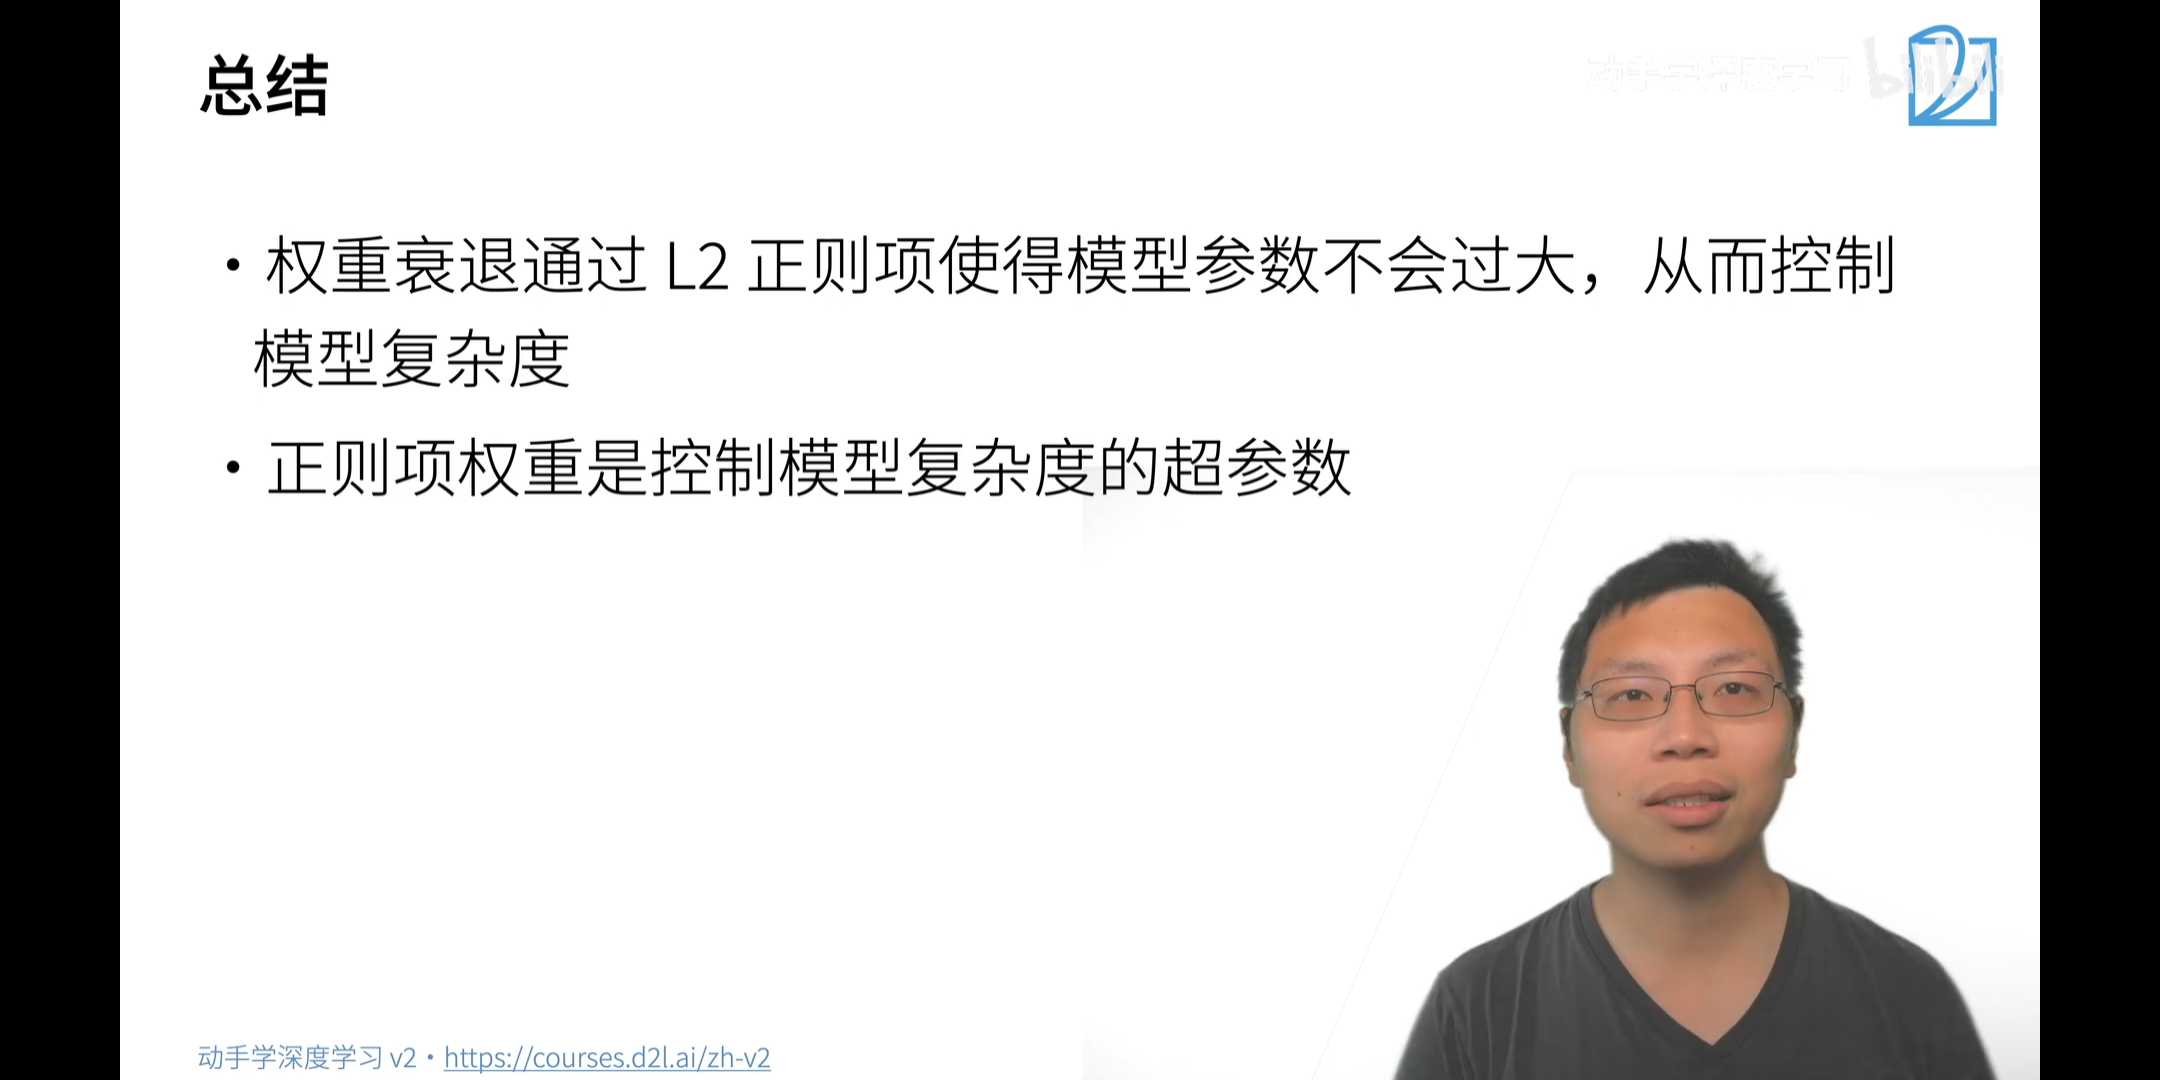 总结
动手学深度学习 bilibili
• 权重衰退通过 L2 正则项使得模型参数不会过大，从而控制
模型复杂度
• 正则项权重是控制模型复杂度的超参数
动手学深度学习 v2 • https://courses.d2l.ai/zh-v2